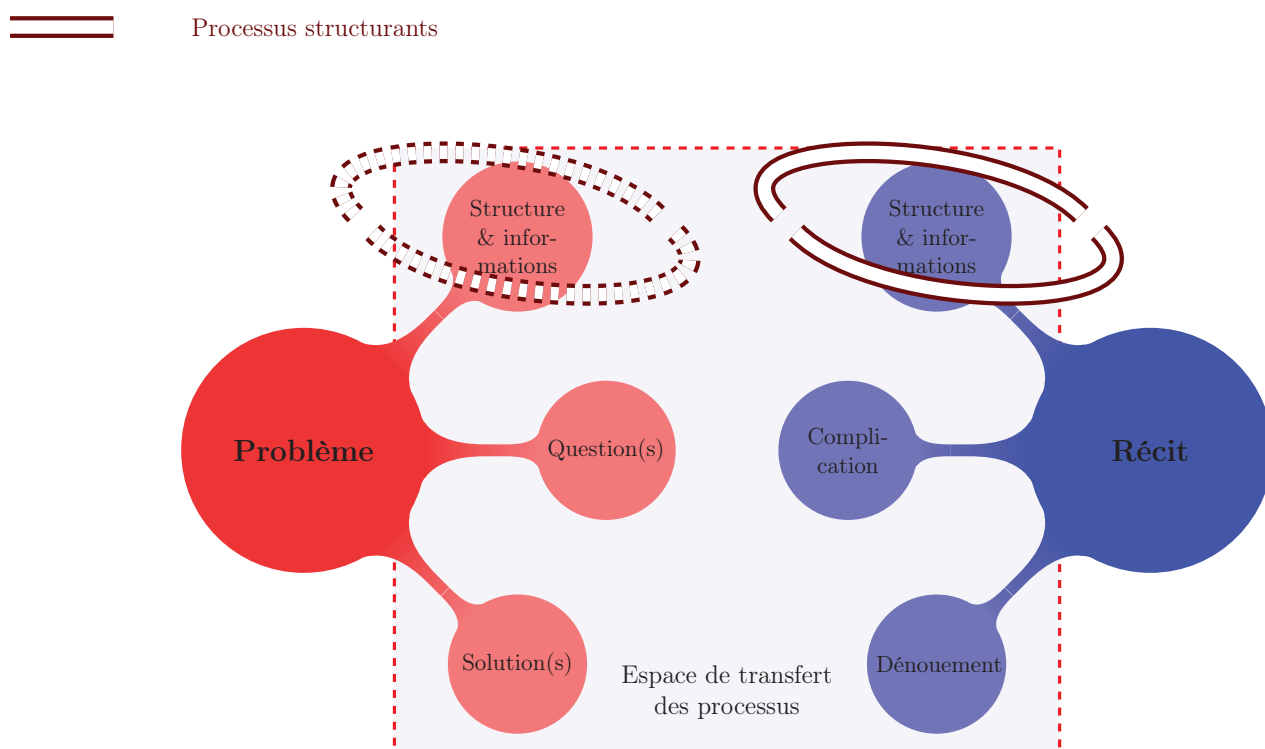 Processus structurants
Structure
& infor-
mations
Structure
& infor-
mations
Problème
Question(s)
Compli-
cation
Récit
Solution(s)
Dénouement
Espace de transfert
des processus